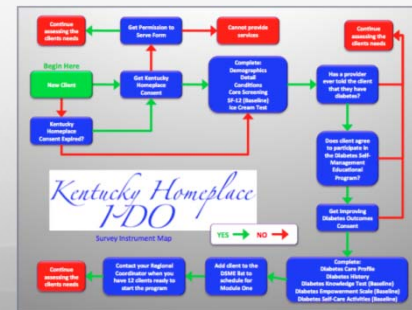 Continue
assessing the
clients needs
Get Permission to
Serve Form
Cannot provide
services
Continue
assessing the
clients needs
Begin Here
New Client
Get Kentucky
Homeplace
Consent
Complete:
Demographics
Detail
Conditions
Core Screening
SF-12 (Baseline)
Ice Cream Test
Has a provider
ever told the client
that they have
diabetes?
Kentucky
Homeplace
Consent Expired?
Does client agree
to participate in
the Diabetes Self-
Management
Educational
Program?
Kentucky Homeplace
I-DO
Survey Instrument Map
YES
NO
Get Improving
Diabetes Outcomes
Consent
Continue
assessing the
clients needs
Contact your Regional
Coordinator when you
have 12 clients ready to
start the program
Add client to the
DSME list to
schedule for
Module One
Complete:
Diabetes Care Profile
Diabetes History
Diabetes Knowledge Test (Baseline)
Diabetes Empowerment Scale (Baseline)
Diabetes Self-Care Activities (Baseline)